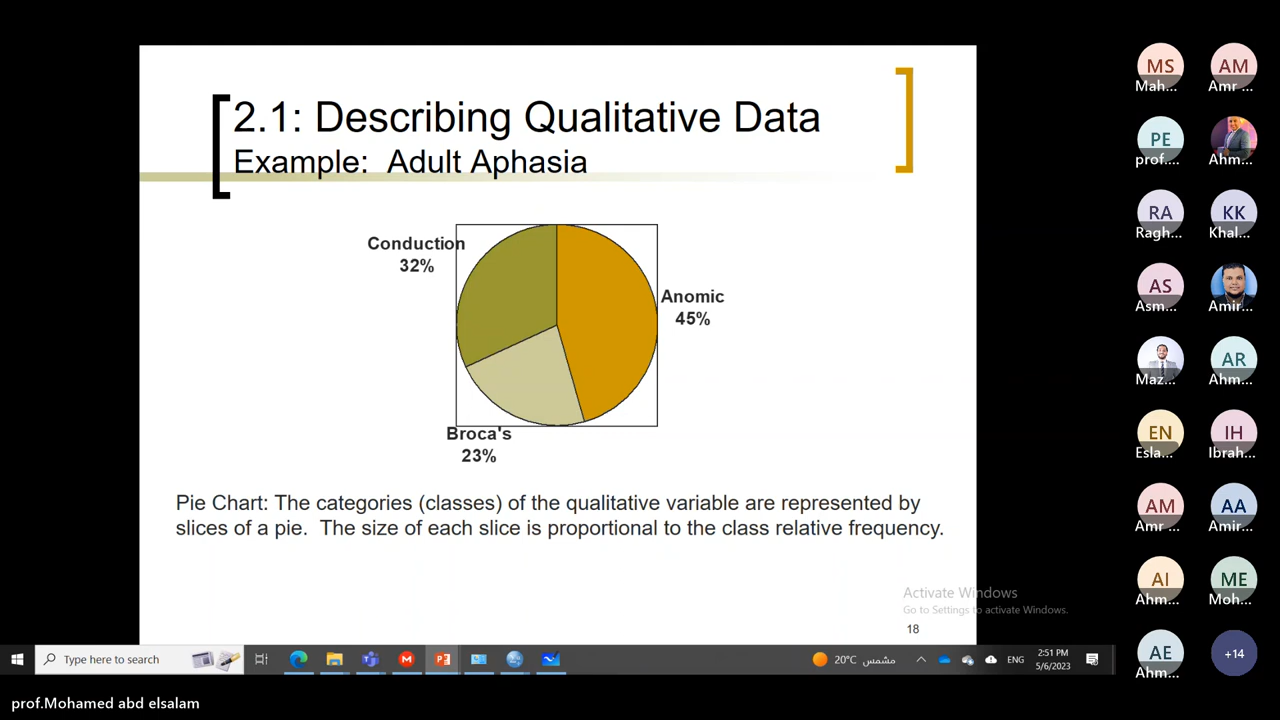 2.1: Describing Qualitative Data
Example: Adult Aphasia
Conduction
32%
Anomic
45%
Broca's
23%
Pie Chart: The categories (classes) of the qualitative variable are represented by
slices of a pie. The size of each slice is proportional to the class relative frequency.
Activate Windows
Go to Settings to activate Windows.
18
Type here to search
20°C مشمس
ENG
2:51 PM
5/6/2023
prof.Mohamed abd elsalam
MS AM
Mah... Amr ...
PE
prof.... Ahm...
RA KK
Ragh... Khal...
AS
Asm... Amir...
AR
Maz... Ahm...
EN IH
Esla... Ibrah...
AM AA
Amr ... Amir...
AI ME
Ahm... Moh...
AE +14
Ahm...